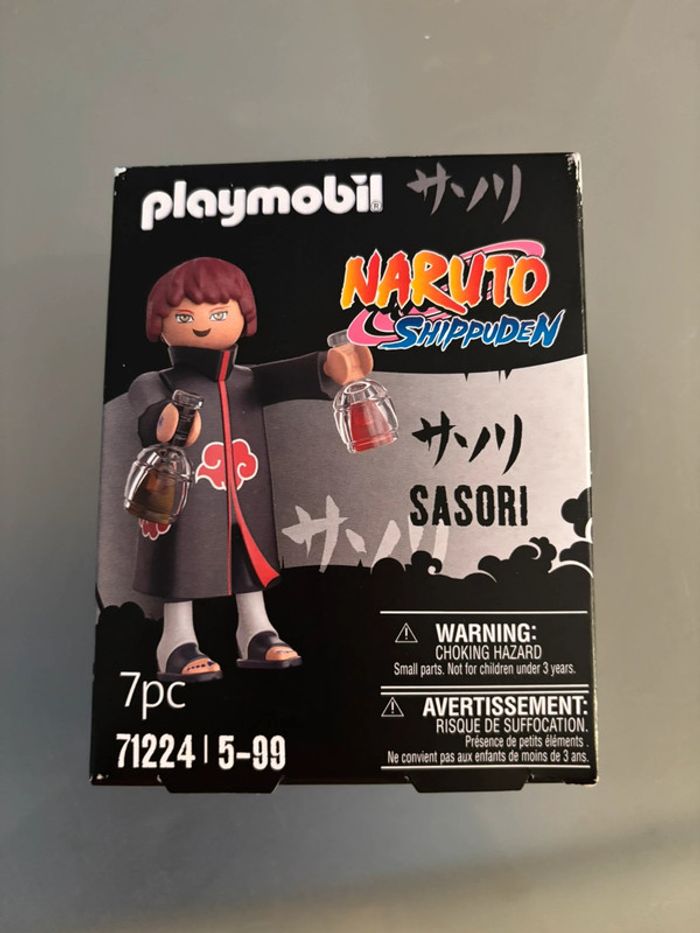 playmobil®
サソリ
NARUTO
SHIPPUDEN
サソリ
SASORI
サソリ
WARNING:
CHOKING HAZARD
Small parts. Not for children under 3 years.
7pc
AVERTISSEMENT:
RISQUE DE SUFFOCATION.
Présence de petits éléments .
Ne convient pas aux enfants de moins de 3 ans.
71224 | 5-99